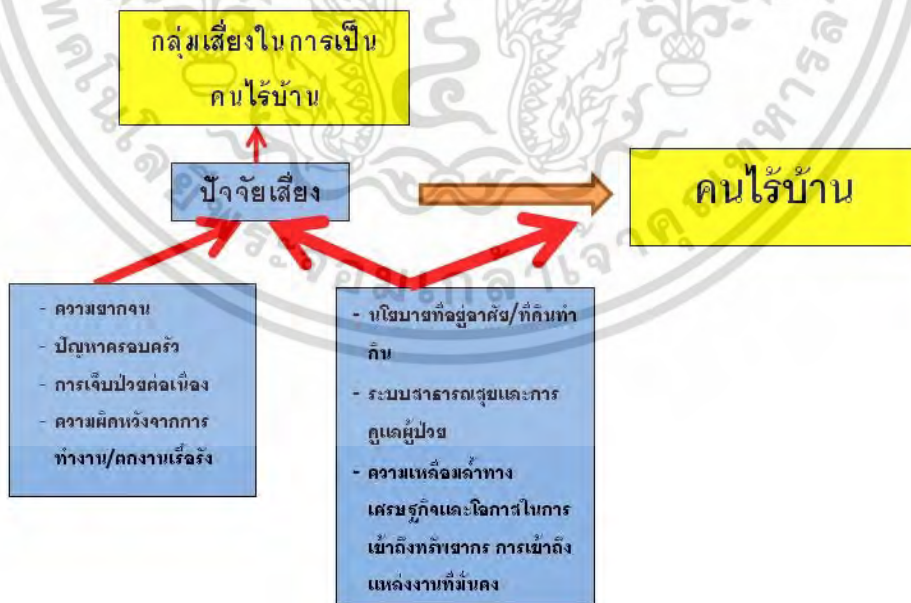 กลุ่มเสี่ยงในการเป็น
คนไร้บ้าน
ปัจจัยเสี่ยง
คนไร้บ้าน
- ความยากจน
- ปัญหาครอบครัว
- การเจ็บป่วยต่อเนื่อง
- ความผิดหวังจากการ
ทำงาน/ตกงานเรื้อรัง
- นโยบายที่อยู่อาศัย/ที่ดินทำ
กิน
- ระบบสาธารณสุขและการ
ดูแลผู้ป่วย
- ความเหลื่อมล้ำทาง
เศรษฐกิจและโอกาสในการ
เข้าถึงทรัพยากร การเข้าถึง
แหล่งงานที่มั่นคง